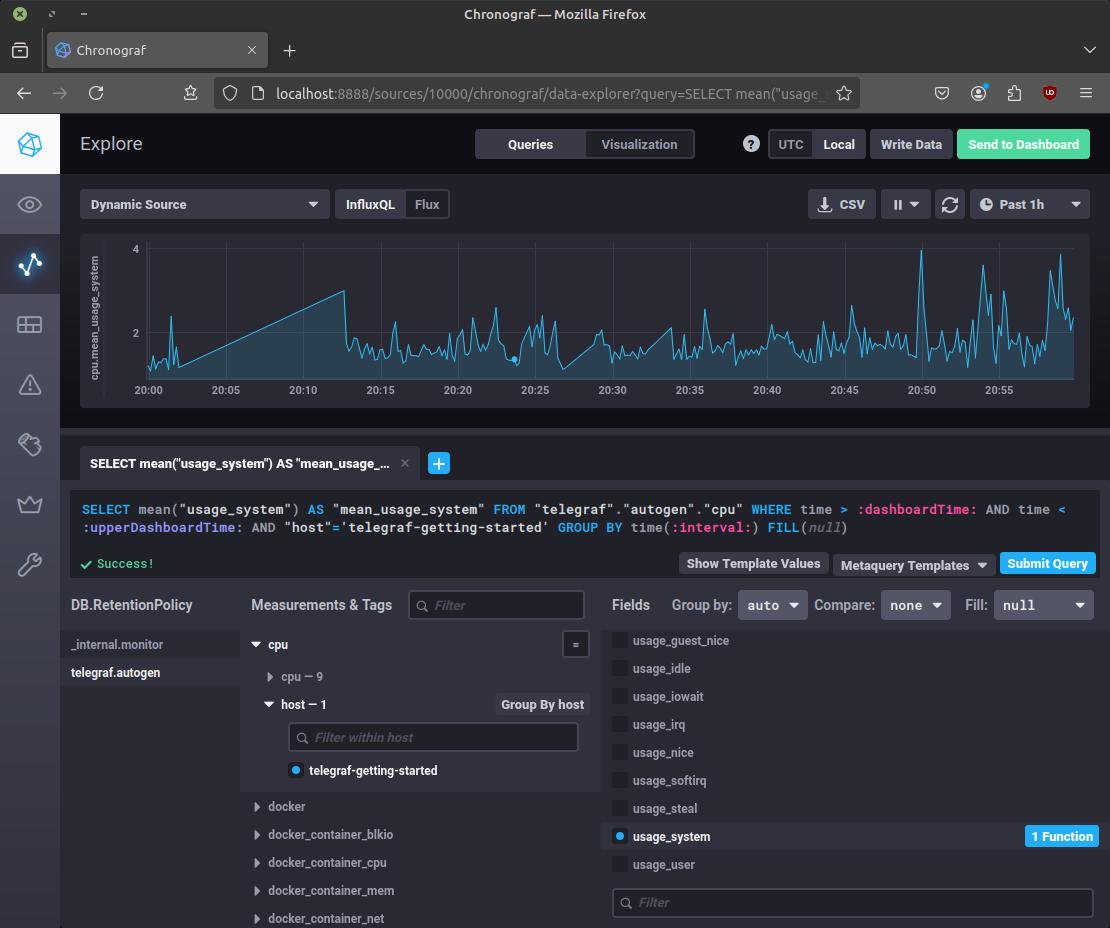 Chronograf — Mozilla Firefox
Chronograf
localhost:8888/sources/10000/chronograf/data-explorer?query=SELECT mean("usage_
Explore
Queries Visualization
? UTC Local Write Data Send to Dashboard
Dynamic Source InfluxQL Flux CSV Past 1h
cpu.mean_usage_system
4
2
20:00 20:05 20:10 20:15 20:20 20:25 20:30 20:35 20:40 20:45 20:50 20:55
SELECT mean("usage_system") AS "mean_usage_...
SELECT mean("usage_system") AS "mean_usage_system" FROM "telegraf"."autogen"."cpu" WHERE time > :dashboardTime: AND time <
:upperDashboardTime: AND "host"='telegraf-getting-started' GROUP BY time(:interval:) FILL(null)
Success! Show Template Values Metaquery Templates Submit Query
DB.RetentionPolicy Measurements & Tags Filter Fields Group by: auto Compare: none Fill: null
_internal.monitor
telegraf.autogen
cpu =
cpu — 9
host — 1 Group By host
Filter within host
telegraf-getting-started
docker
docker_container_blkio
docker_container_cpu
docker_container_mem
docker_container_net
usage_guest_nice
usage_idle
usage_iowait
usage_irq
usage_nice
usage_softirq
usage_steal
usage_system 1 Function
usage_user
Filter